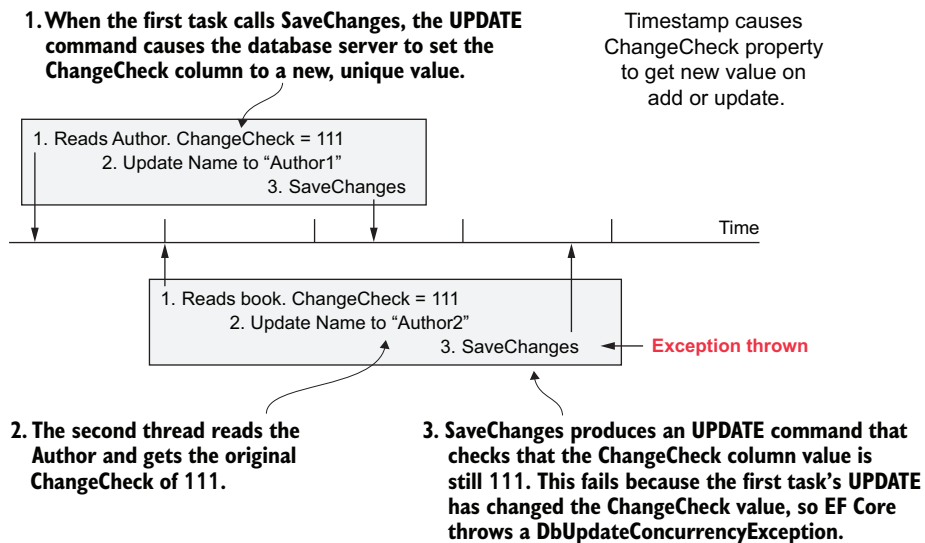 1. When the first task calls SaveChanges, the UPDATE
command causes the database server to set the
ChangeCheck column to a new, unique value.
Timestamp causes
ChangeCheck property
to get new value on
add or update.
1. Reads Author. ChangeCheck = 111
2. Update Name to “Author1”
3. SaveChanges
Time
1. Reads book. ChangeCheck = 111
2. Update Name to “Author2”
3. SaveChanges
Exception thrown
2. The second thread reads the
Author and gets the original
ChangeCheck of 111.
3. SaveChanges produces an UPDATE command that
checks that the ChangeCheck column value is
still 111. This fails because the first task’s UPDATE
has changed the ChangeCheck value, so EF Core
throws a DbUpdateConcurrencyException.